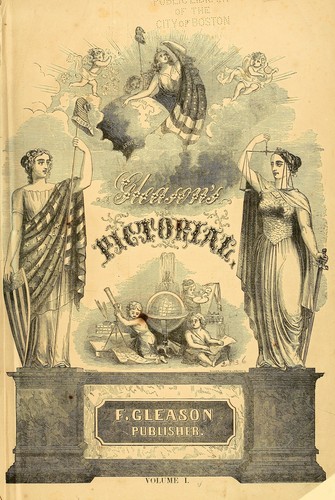 PUBLIC LIBRARY
OF THE
CITY OF BOSTON
Gleason's
PICTORIAL.
F. GLEASON
PUBLISHER.
VOLUME I.